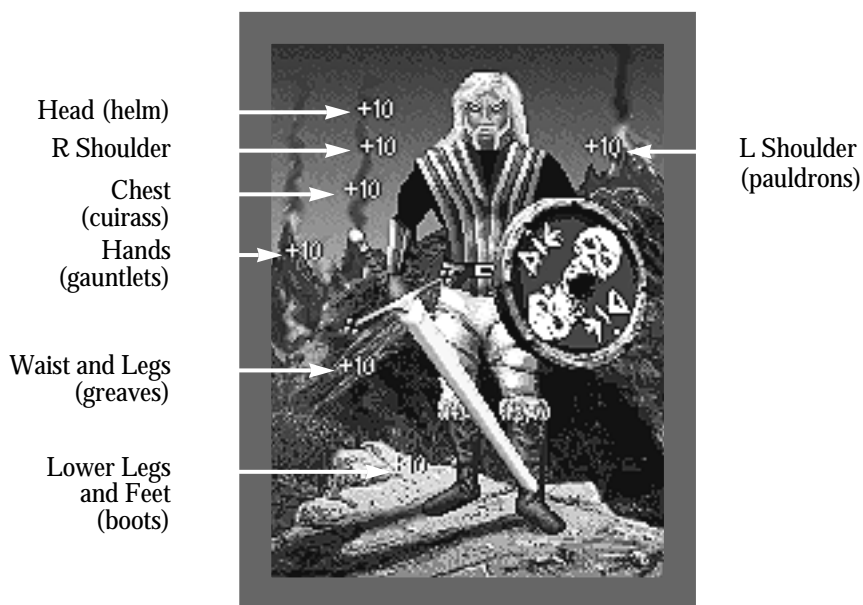 Head (helm)
+10
R Shoulder
+10
+10
L Shoulder
(pauldrons)
Chest
(cuirass)
+10
Hands
(gauntlets)
+10
Waist and Legs
(greaves)
+10
Lower Legs
and Feet
(boots)
+10